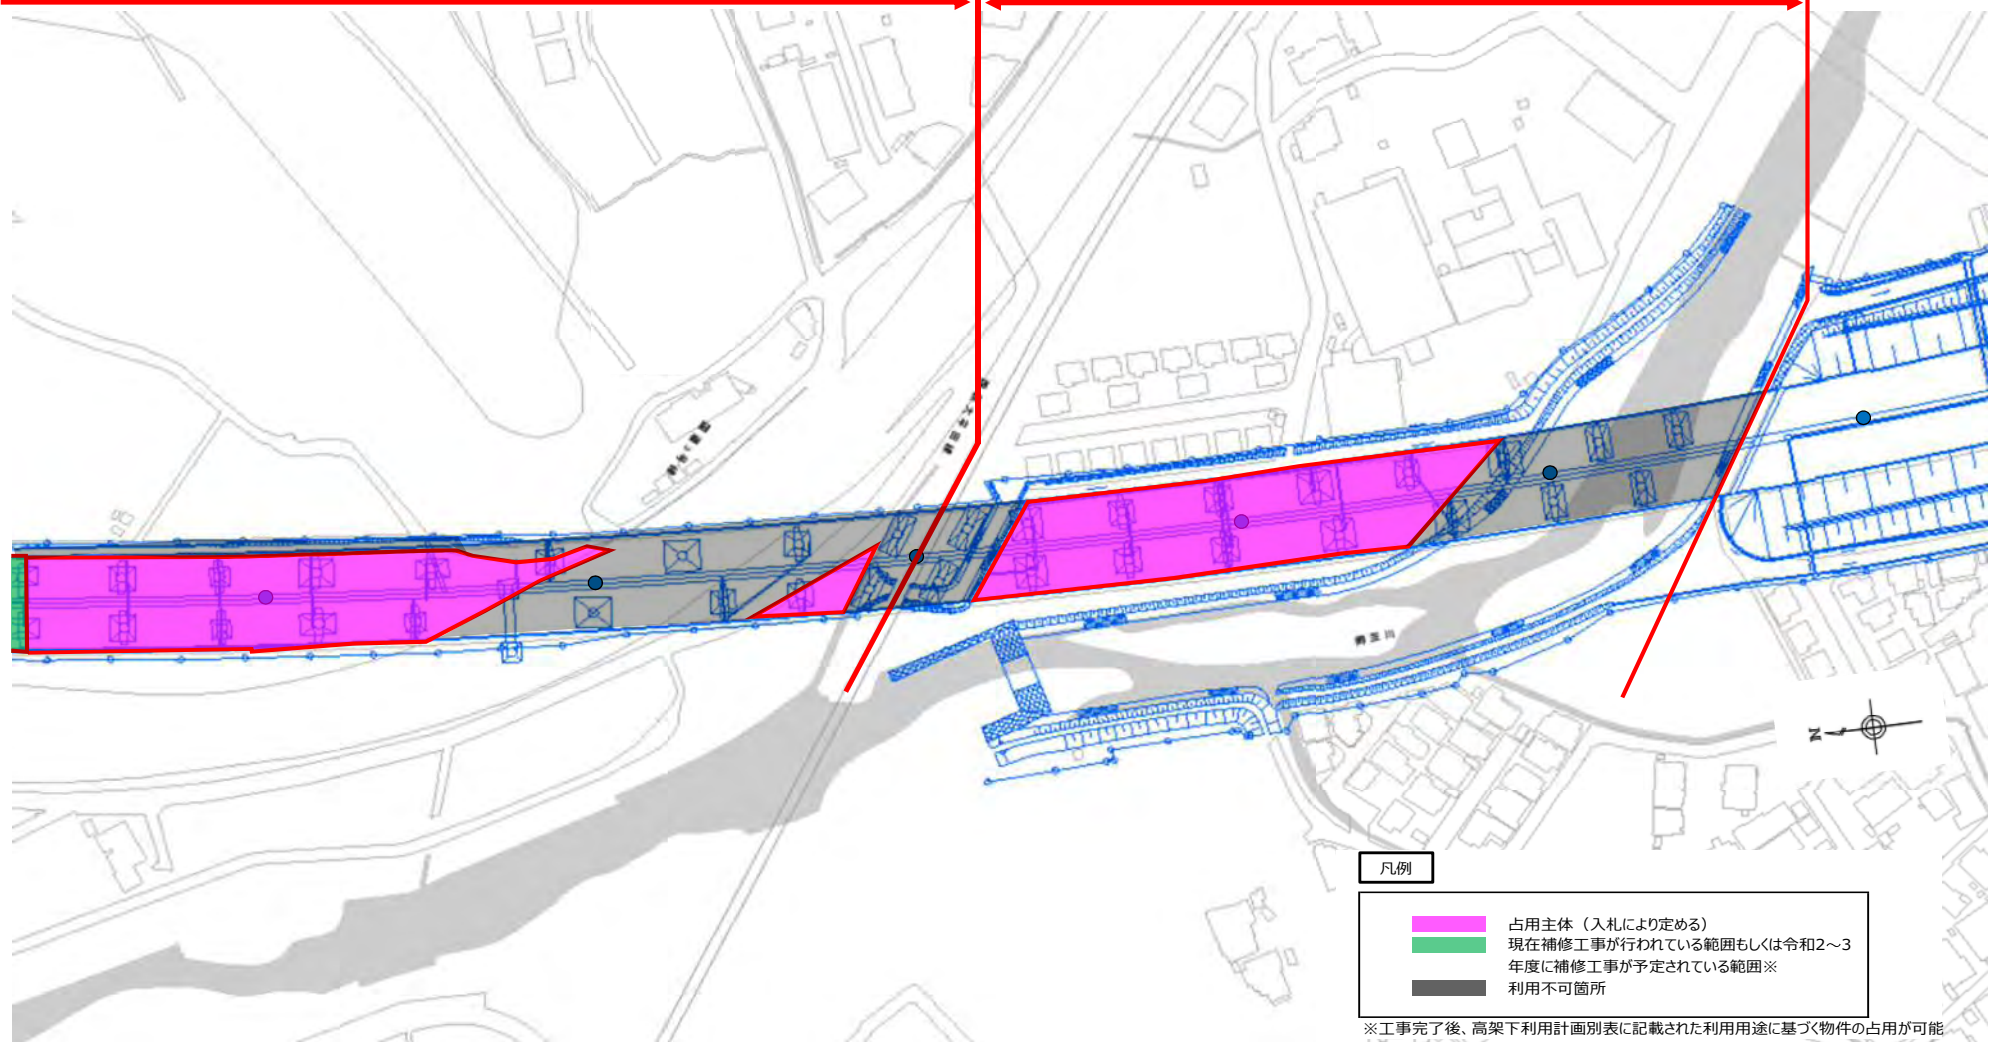 N
凡例
占用主体（入札により定める）
現在補修工事が行われている範囲もしくは令和2～3
年度に補修工事が予定されている範囲※
利用不可箇所
※工事完了後、高架下利用計画別表に記載された利用用途に基づく物件の占用が可能